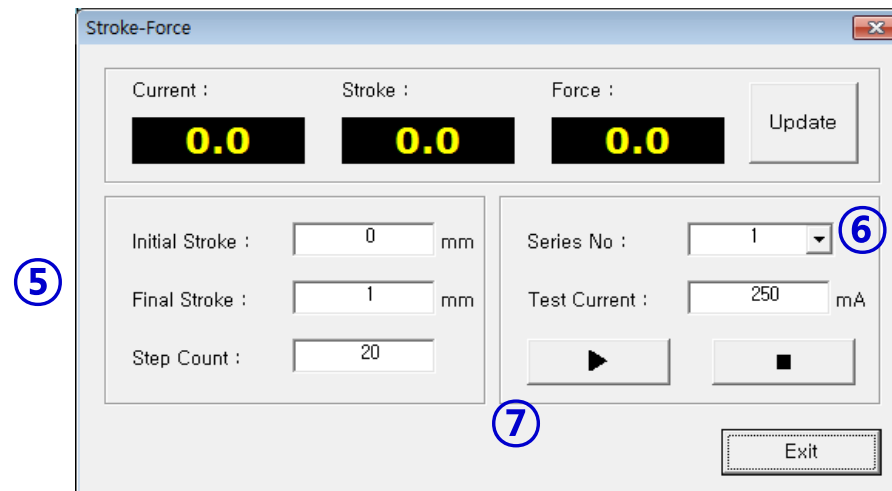 Stroke-Force
Current : Stroke : Force :
0.0 0.0 0.0 Update
Initial Stroke : 0 mm
Final Stroke : 1 mm
Step Count : 20
Series No : 1
Test Current : 250 mA
⑤
⑥
⑦
Exit